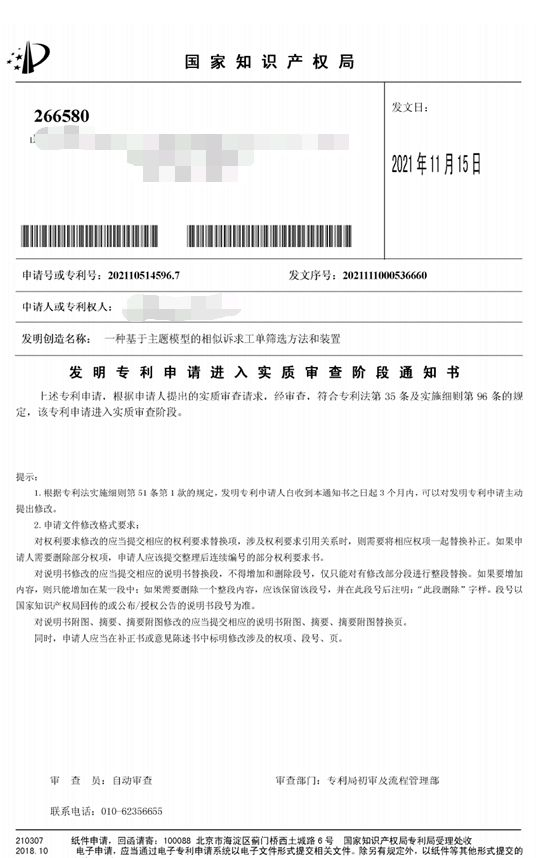 国家知识产权局
266580
发文日：
2021年11月15日
申请号或专利号：202110514596.7 发文序号：2021111000536660
申请人或专利权人：
发明创造名称： 一种基于主题模型的相似诉求工单筛选方法和装置
发明专利申请进入实质审查阶段通知书
上述专利申请，根据申请人提出的实质审查请求，经审查，符合专利法第 35 条及实施细则第 96 条的规
定，该专利申请进入实质审查阶段。
提示：
1.根据专利法实施细则第 51 条第 1 款的规定，发明专利申请人自收到本通知书之日起 3 个月内，可以对发明专利申请主动
提出修改。
2.申请文件修改格式要求：
对权利要求修改的应当提交相应的权利要求替换项，涉及权利要求引用关系时，则需要将相应权项一起替换补正。如果申
请人需要删除部分权项，申请人应该提交整理后连续编号的部分权利要求书。
对说明书修改的应当提交相应的说明书替换段，不得增加和删除段号，仅只能对有修改部分段进行整段替换。如果要增加
内容，则只能增加在某一段中；如果需要删除一个整段内容，应该保留该段号，并在此段号后注明：“此段删除”字样。段号以
国家知识产权局回传的或公布/授权公告的说明书段号为准。
对说明书附图、摘要、摘要附图修改的应当提交相应的说明书附图、摘要、摘要附图替换页。
同时，申请人应当在补正书或意见陈述书中标明修改涉及的权项、段号、页。
审 查 员：自动审查 审查部门：专利局初审及流程管理部
联系电话：010-62356655
210307 纸件申请，回函请寄：100088 北京市海淀区蓟门桥西土城路 6 号 国家知识产权局专利局受理处收
2018.10 电子申请，应当通过电子专利申请系统以电子文件形式提交相关文件。除另有规定外，以纸件等其他形式提交的